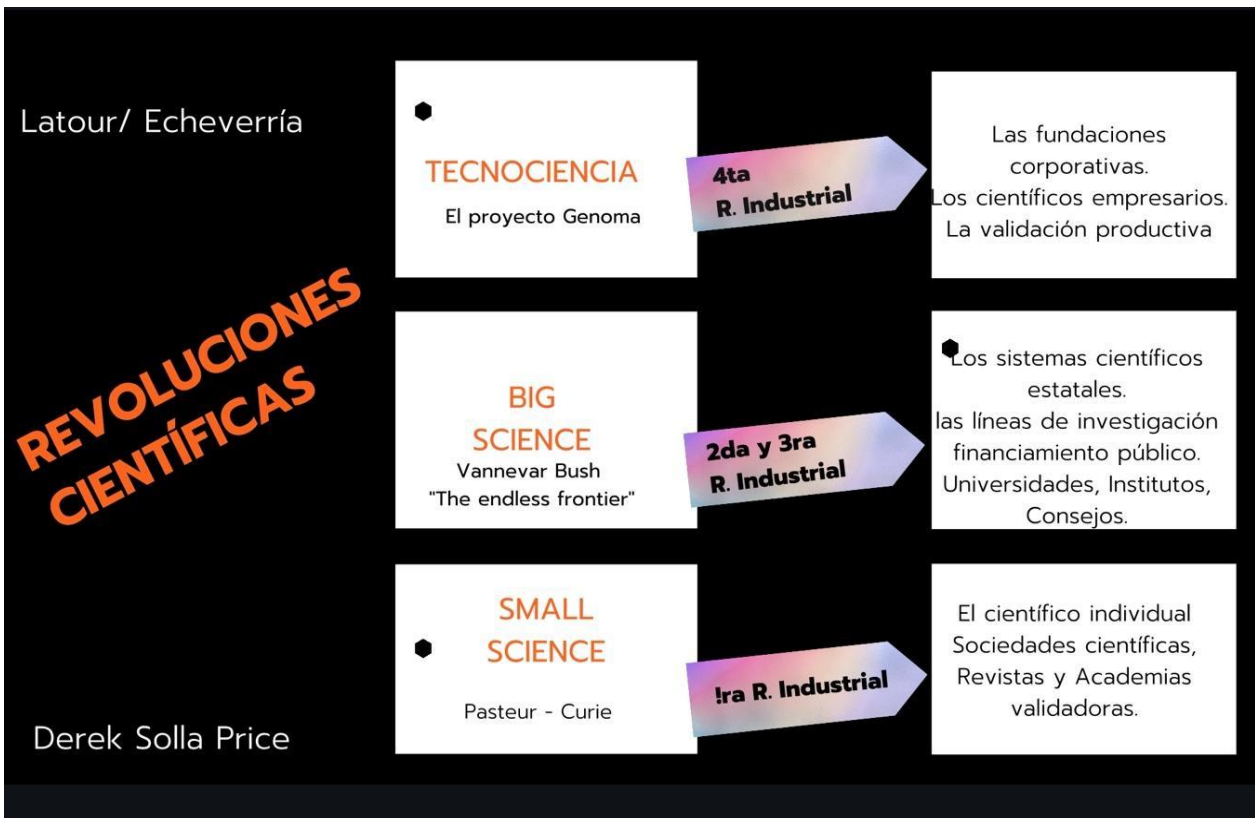 Latour/ Echeverría
TECNOCIENCIA
El proyecto Genoma
4ta
R. Industrial
Las fundaciones
corporativas.
Los científicos empresarios.
La validación productiva
REVOLUCIONES
CIENTÍFICAS
BIG
SCIENCE
Vannevar Bush
"The endless frontier"
2da y 3ra
R. Industrial
Los sistemas científicos
estatales.
las líneas de investigación
financiamiento público.
Universidades, Institutos,
Consejos.
SMALL
SCIENCE
Pasteur - Curie
!ra R. Industrial
El científico individual
Sociedades científicas,
Revistas y Academias
validadoras.
Derek Solla Price